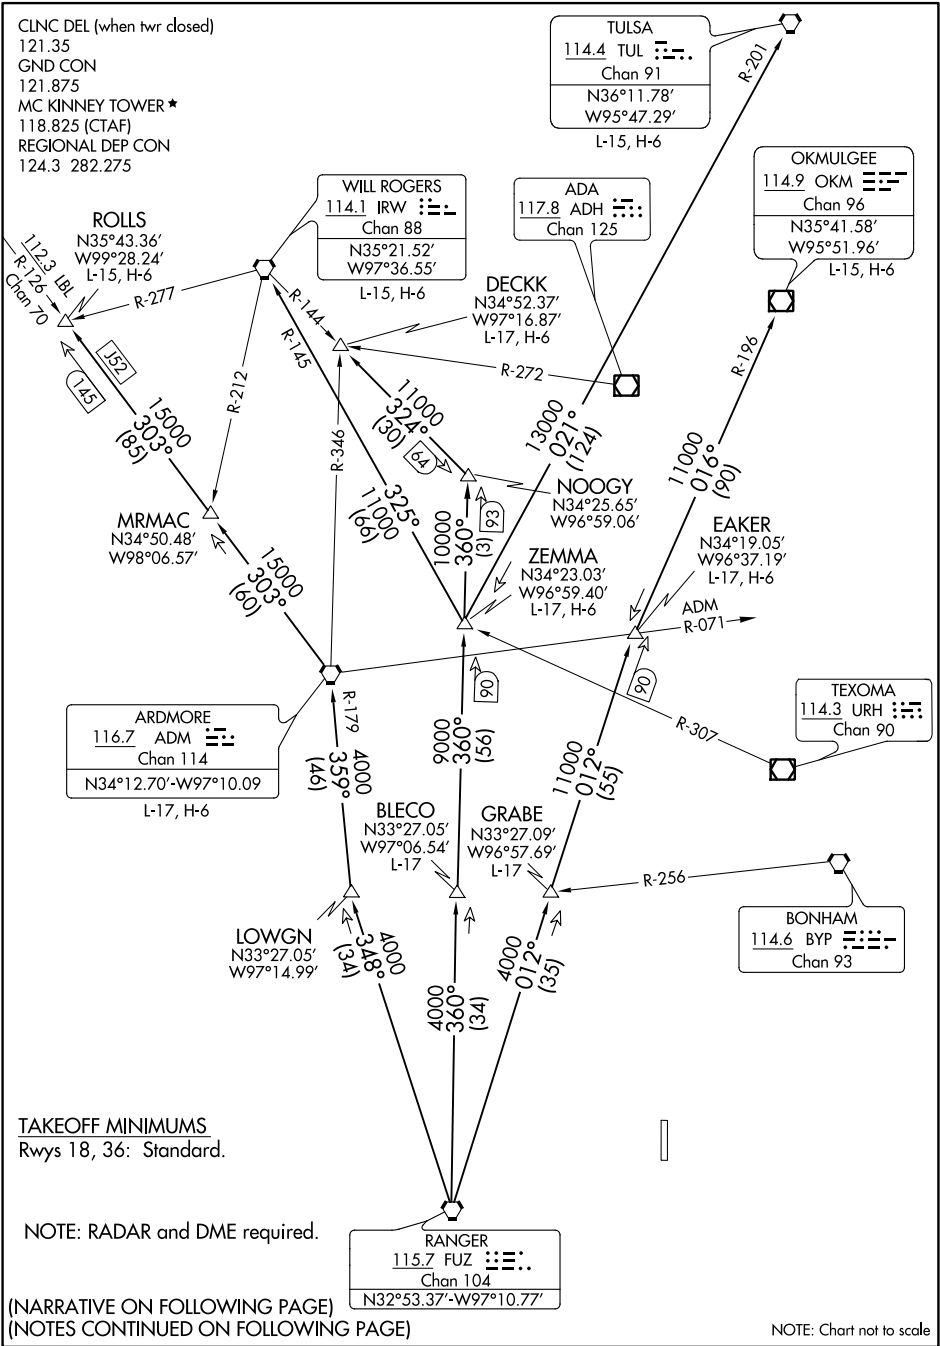 CLNC DEL (when twr closed)
121.35
GND CON
121.875
MC KINNEY TOWER ★
118.825 (CTAF)
REGIONAL DEP CON
124.3 282.275
TULSA
114.4 TUL
Chan 91
N36°11.78'
W95°47.29'
L-15, H-6
R-201
OKMULGEE
114.9 OKM
Chan 96
N35°41.58'
W95°51.96'
L-15, H-6
WILL ROGERS
114.1 IRW
Chan 88
N35°21.52'
W97°36.55'
L-15, H-6
ADA
117.8 ADH
Chan 125
ROLLS
N35°43.36'
W99°28.24'
L-15, H-6
112.3 LBL
R-126
Chan 70
R-277
R-144
R-145
R-212
DECKK
N34°52.37'
W97°16.87'
L-17, H-6
R-272
R-196
J52
145
15000
303°
(85)
R-346
11000
324°
(30)
64
13000
021°
(124)
11000
016°
(90)
325°
11000
(66)
10000
360°
(3)
93
NOOGY
N34°25.65'
W96°59.06'
MRMAC
N34°50.48'
W98°06.57'
EAKER
N34°19.05'
W96°37.19'
L-17, H-6
ZEMMA
N34°23.03'
W96°59.40'
L-17, H-6
15000
303°
(60)
ADM
R-071
90
90
ARDMORE
116.7 ADM
Chan 114
N34°12.70'-W97°10.09
L-17, H-6
R-179
4000
359°
(46)
9000
360°
(56)
11000
012°
(55)
R-307
TEXOMA
114.3 URH
Chan 90
BLECO
N33°27.05'
W97°06.54'
L-17
GRABE
N33°27.09'
W96°57.69'
L-17
R-256
BONHAM
114.6 BYP
Chan 93
LOWGN
N33°27.05'
W97°14.99'
4000
348°
(34)
4000
360°
(34)
4000
012°
(35)
TAKEOFF MINIMUMS
Rwys 18, 36: Standard.
NOTE: RADAR and DME required.
RANGER
115.7 FUZ
Chan 104
N32°53.37'-W97°10.77'
(NARRATIVE ON FOLLOWING PAGE)
(NOTES CONTINUED ON FOLLOWING PAGE)
NOTE: Chart not to scale